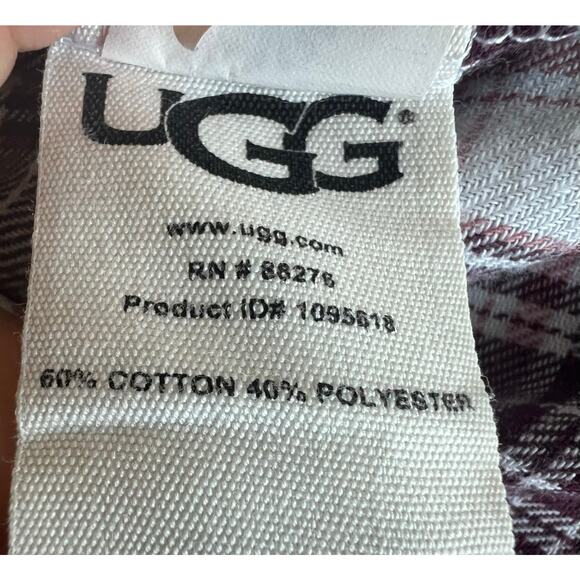 UGG®
www.ugg.com
RN # 88276
Product ID# 1095618
60% COTTON 40% POLYESTER